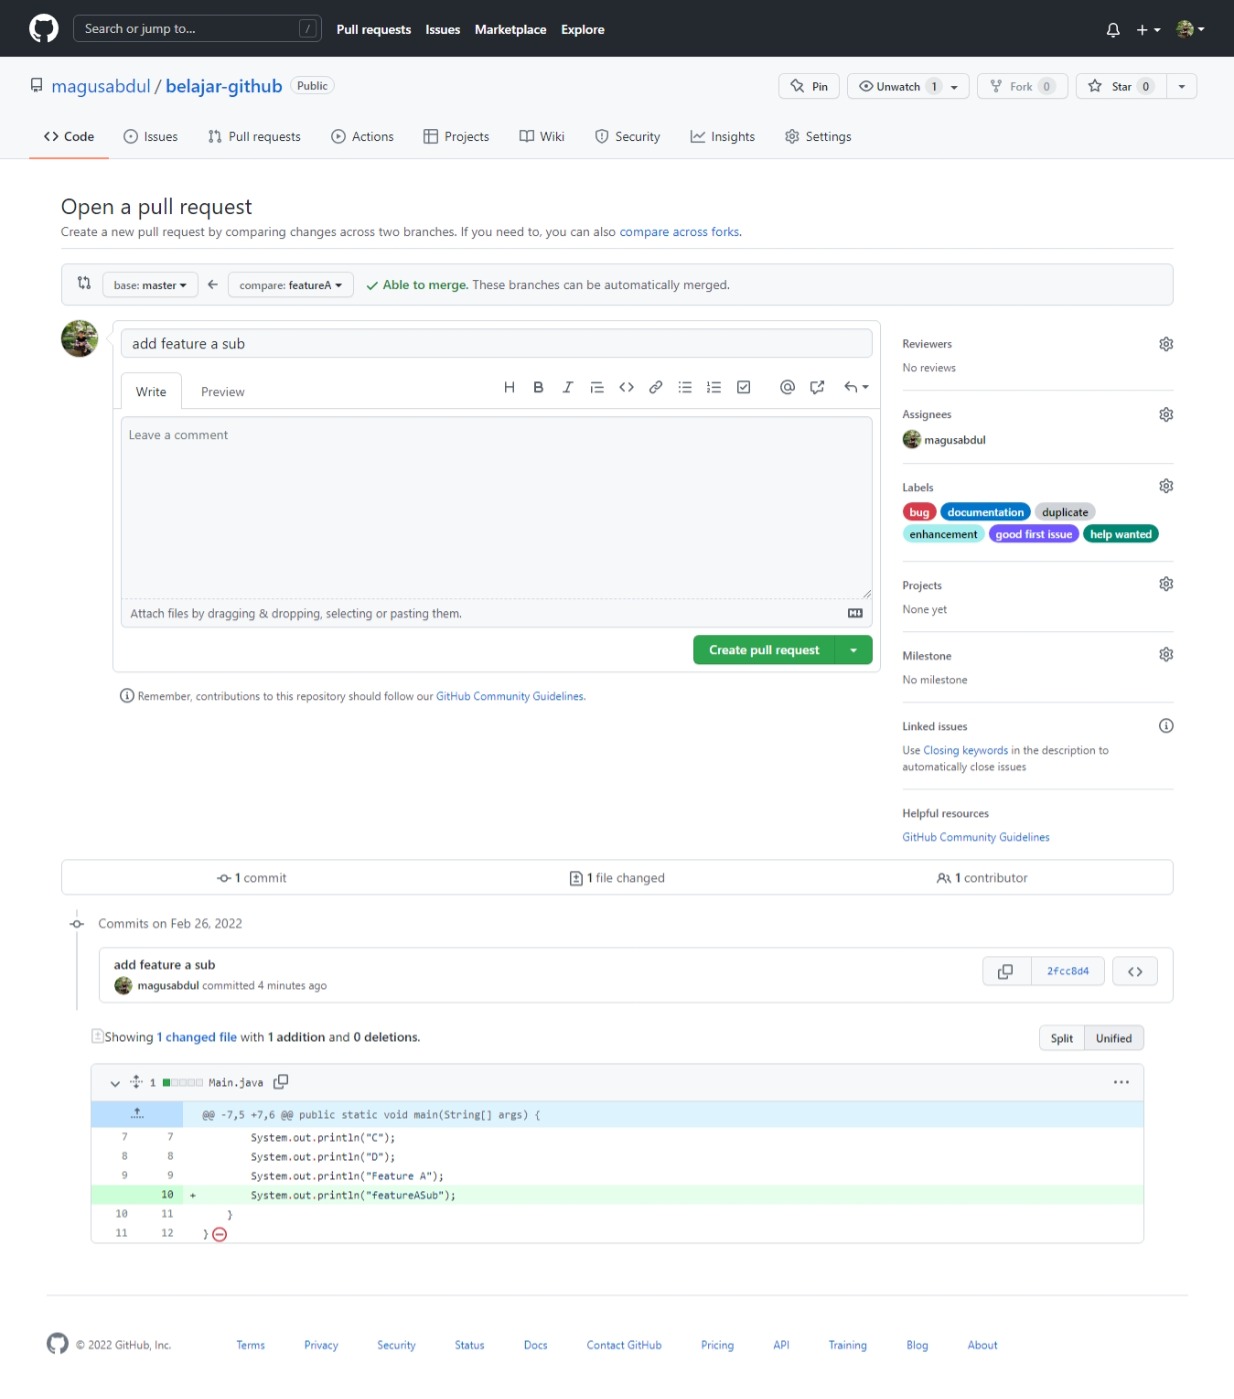 Search or jump to... /
Pull requests Issues Marketplace Explore
magusabdul / belajar-github Public
Pin Unwatch 1 Fork 0 Star 0
Code Issues Pull requests Actions Projects Wiki Security Insights Settings
Open a pull request
Create a new pull request by comparing changes across two branches. If you need to, you can also compare across forks.
base: master compare: featureA Able to merge. These branches can be automatically merged.
add feature a sub
Write Preview
Leave a comment
Attach files by dragging & dropping, selecting or pasting them.
Create pull request
Remember, contributions to this repository should follow our GitHub Community Guidelines.
Reviewers
No reviews
Assignees
magusabdul
Labels
bug documentation duplicate
enhancement good first issue help wanted
Projects
None yet
Milestone
No milestone
Linked issues
Use Closing keywords in the description to
automatically close issues
Helpful resources
GitHub Community Guidelines
1 commit 1 file changed 1 contributor
Commits on Feb 26, 2022
add feature a sub
magusabdul committed 4 minutes ago
2fcc8d4
Showing 1 changed file with 1 addition and 0 deletions.
Split Unified
1 Main.java
@@ -7,5 +7,6 @@ public static void main(String[] args) {
7 7 System.out.println("C");
8 8 System.out.println("D");
9 9 System.out.println("Feature A");
10 + System.out.println("featureASub");
10 11 }
11 12 }
© 2022 GitHub, Inc. Terms Privacy Security Status Docs Contact GitHub Pricing API Training Blog About